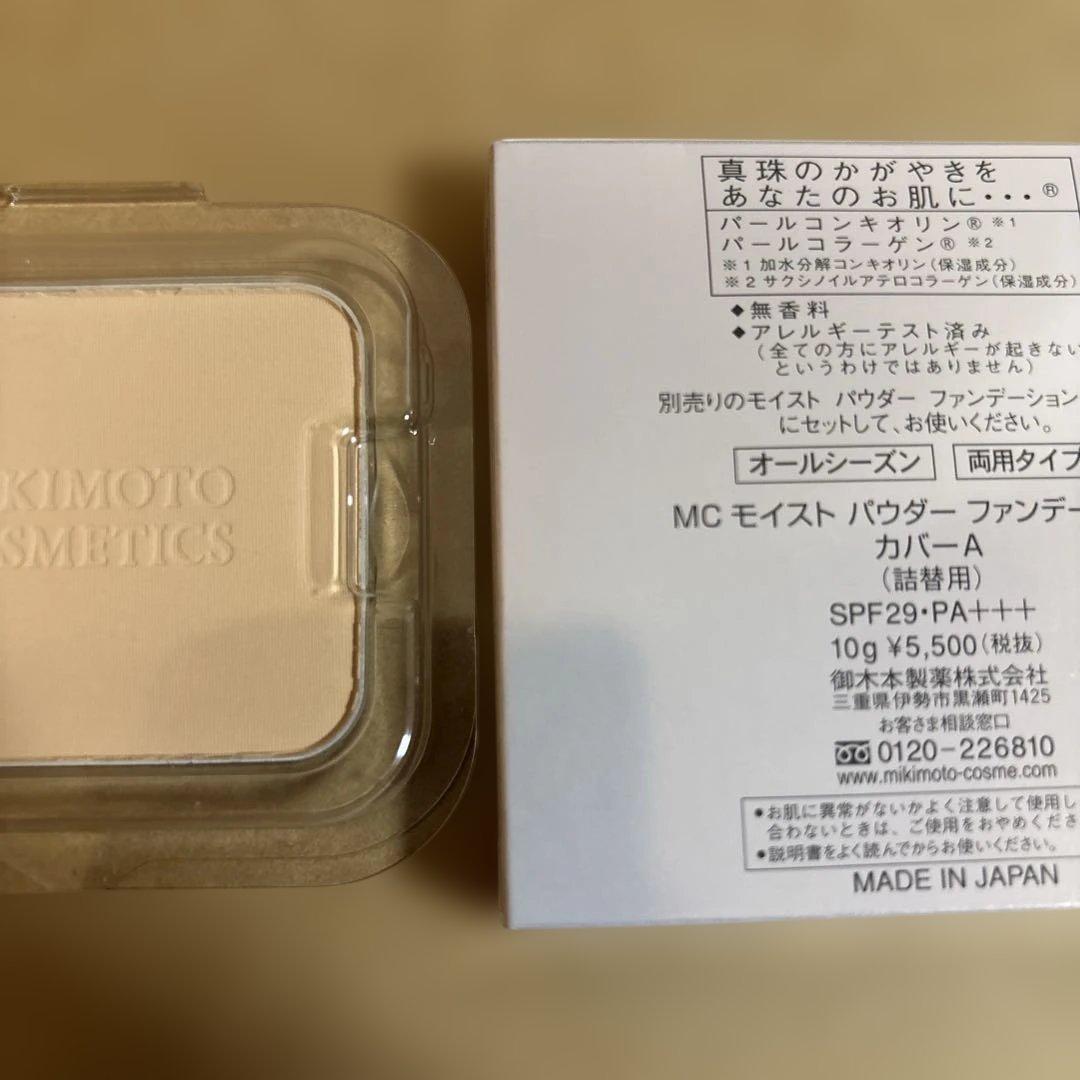 KIMOTO
SMETICS
真珠のかがやきを
あなたのお肌に・・・®
パールコンキオリン® ※1
パールコラーゲン® ※2
※1 加水分解コンキオリン(保湿成分)
※2 サクシノイルアテロコラーゲン(保湿成分)
◆無香料
◆アレルギーテスト済み
(全ての方にアレルギーが起きない
というわけではありません)
別売りのモイスト パウダー ファンデーション
にセットして、お使いください。
オールシーズン 両用タイプ
MC モイスト パウダー ファンデー
カバーA
(詰替用)
SPF29・PA+++
10g ¥5,500(税抜)
御木本製薬株式会社
三重県伊勢市黒瀬町1425
お客さま相談窓口
0120-226810
www.mikimoto-cosme.com
●お肌に異常がないかよく注意して使用し
合わないときは、ご使用をおやめくださ
●説明書をよく読んでからお使いください。
MADE IN JAPAN